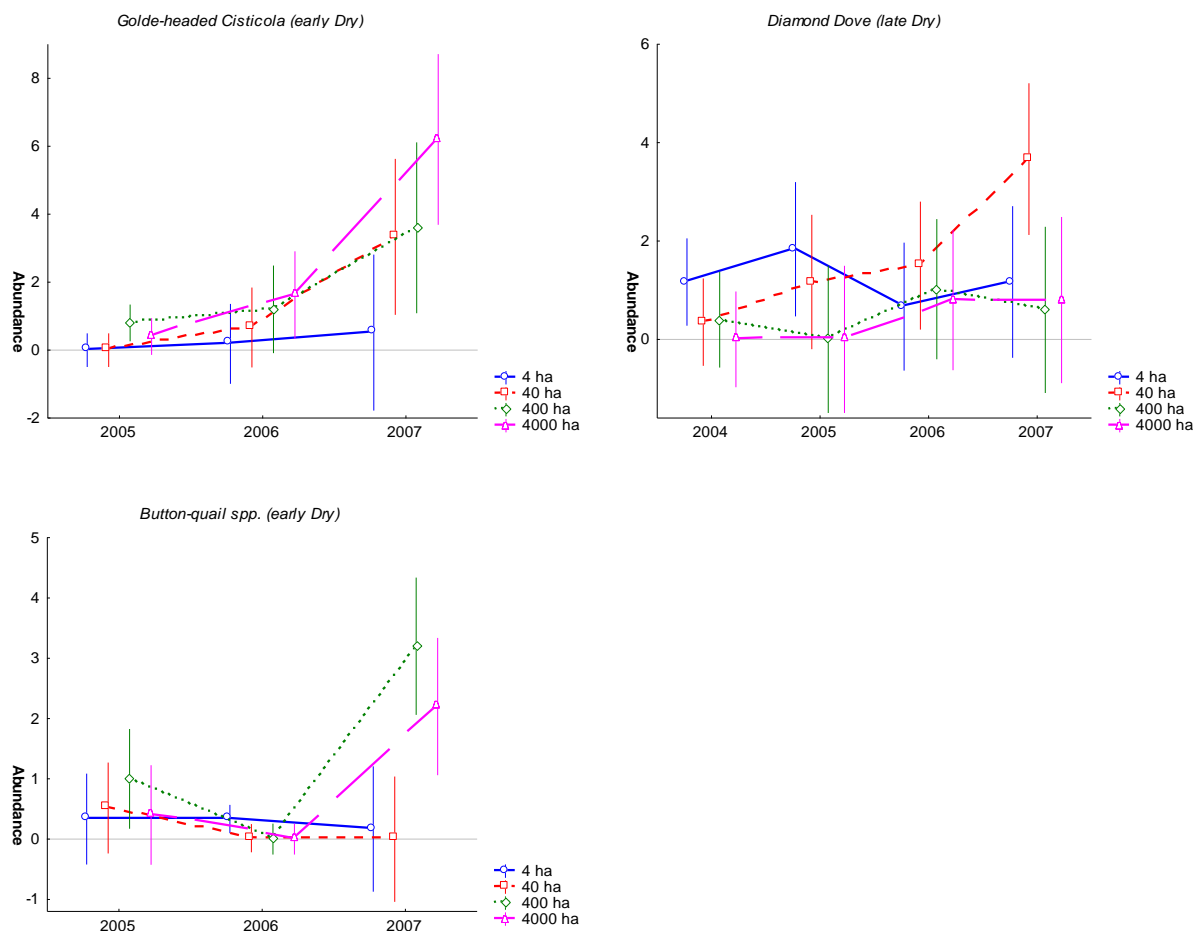 Golde-headed Cisticola (early Dry)
8
6
4
2
0
-2
Abundance
2005 2006 2007
4 ha
40 ha
400 ha
4000 ha
Diamond Dove (late Dry)
6
4
2
0
Abundance
2004 2005 2006 2007
4 ha
40 ha
400 ha
4000 ha
Button-quail spp. (early Dry)
5
4
3
2
1
0
-1
Abundance
2005 2006 2007
4 ha
40 ha
400 ha
4000 ha